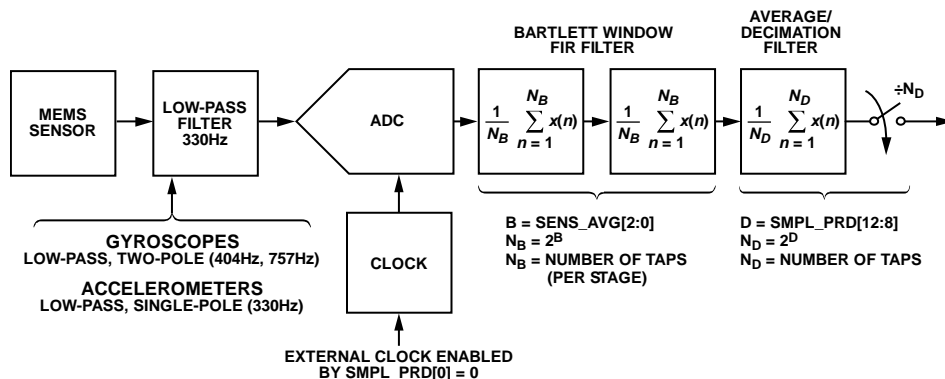 BARTLETT WINDOW
FIR FILTER
AVERAGE/
DECIMATION
FILTER
MEMS
SENSOR
LOW-PASS
FILTER
330Hz
ADC
1/N_B N_B ∑ n = 1 x(n)
1/N_B N_B ∑ n = 1 x(n)
1/N_D N_D ∑ n = 1 x(n)
÷N_D
GYROSCOPES
LOW-PASS, TWO-POLE (404Hz, 757Hz)
ACCELEROMETERS
LOW-PASS, SINGLE-POLE (330Hz)
CLOCK
EXTERNAL CLOCK ENABLED
BY SMPL_PRD[0] = 0
B = SENS_AVG[2:0]
N_B = 2^B
N_B = NUMBER OF TAPS
(PER STAGE)
D = SMPL_PRD[12:8]
N_D = 2^D
N_D = NUMBER OF TAPS